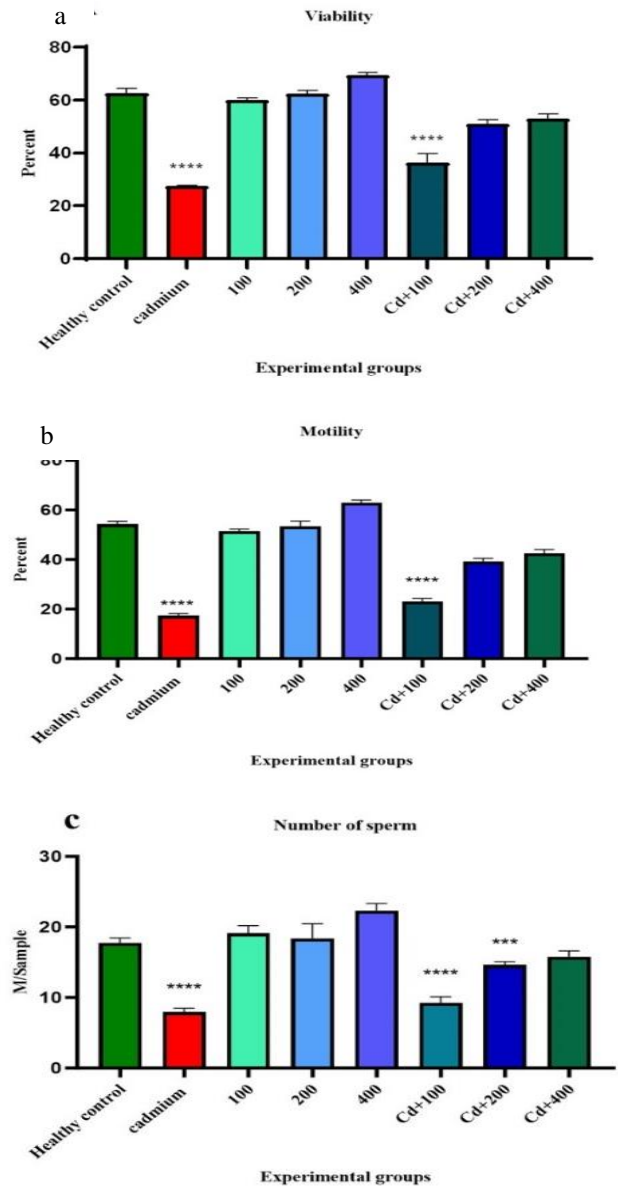 a
Viability
80
60
40
20
0
Percent
****
****
Healthy control
cadmium
100
200
400
Cd+100
Cd+200
Cd+400
Experimental groups
b
Motility
80
60
40
20
0
Percent
****
****
Healthy control
cadmium
100
200
400
Cd+100
Cd+200
Cd+400
Experimental groups
c
Number of sperm
30
20
10
0
M/Sample
****
****
***
Healthy control
cadmium
100
200
400
Cd+100
Cd+200
Cd+400
Experimental groups